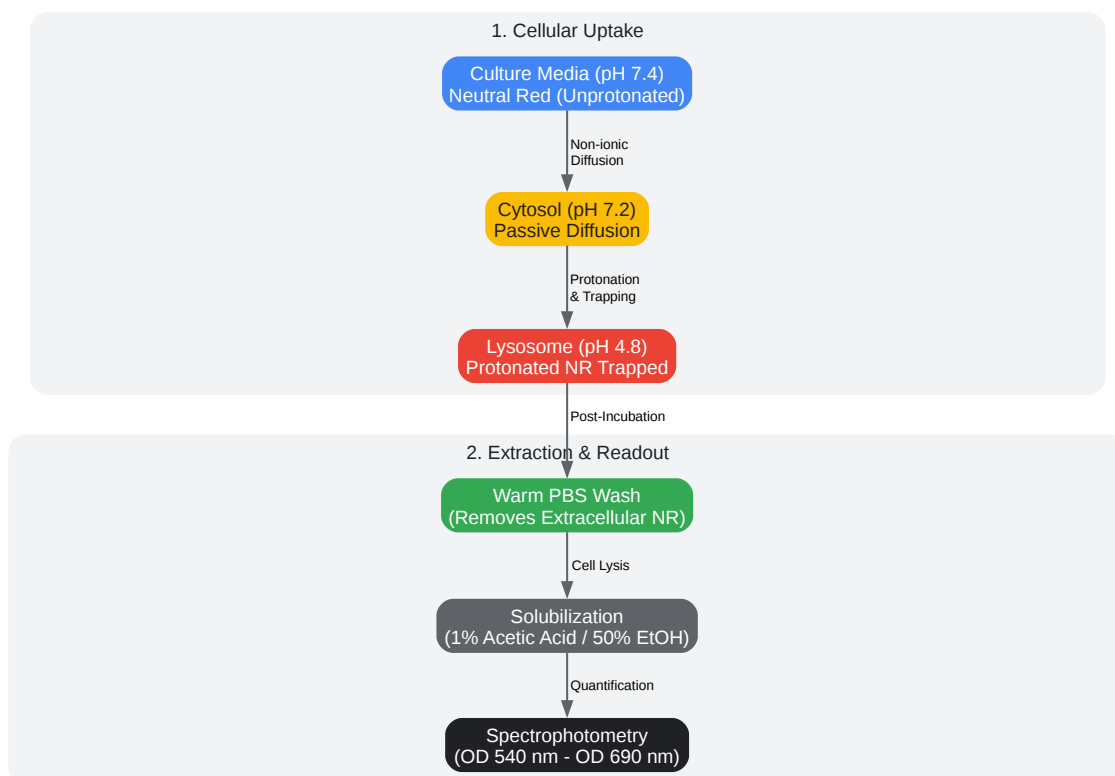 1. Cellular Uptake
Culture Media (pH 7.4)
Neutral Red (Unprotonated)
Non-ionic
Diffusion
Cytosol (pH 7.2)
Passive Diffusion
Protonation
& Trapping
Lysosome (pH 4.8)
Protonated NR Trapped
Post-Incubation
2. Extraction & Readout
Warm PBS Wash
(Removes Extracellular NR)
Cell Lysis
Solubilization
(1% Acetic Acid / 50% EtOH)
Quantification
Spectrophotometry
(OD 540 nm - OD 690 nm)